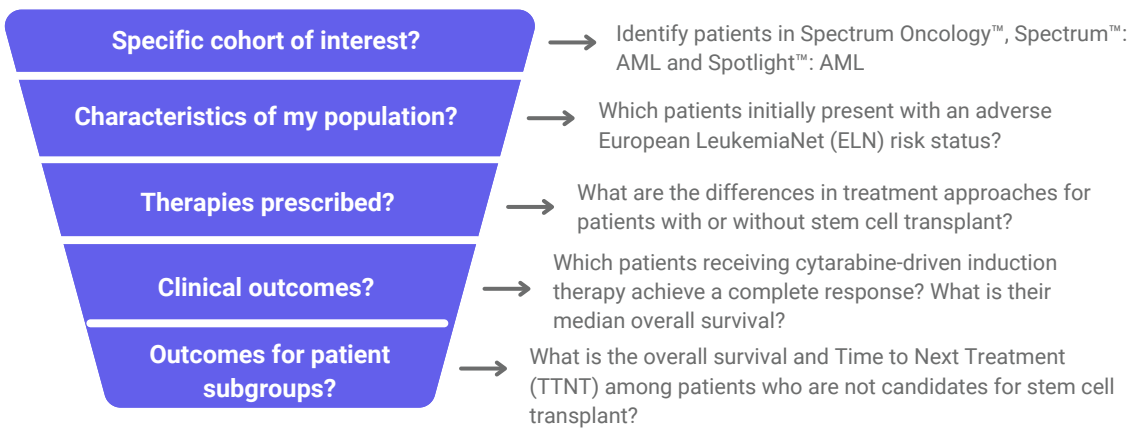 Specific cohort of interest?
Identify patients in Spectrum Oncology™, Spectrum™:
AML and Spotlight™: AML
Characteristics of my population?
Which patients initially present with an adverse
European LeukemiaNet (ELN) risk status?
Therapies prescribed?
What are the differences in treatment approaches for
patients with or without stem cell transplant?
Clinical outcomes?
Which patients receiving cytarabine-driven induction
therapy achieve a complete response? What is their
median overall survival?
Outcomes for patient
subgroups?
What is the overall survival and Time to Next Treatment
(TTNT) among patients who are not candidates for stem cell
transplant?